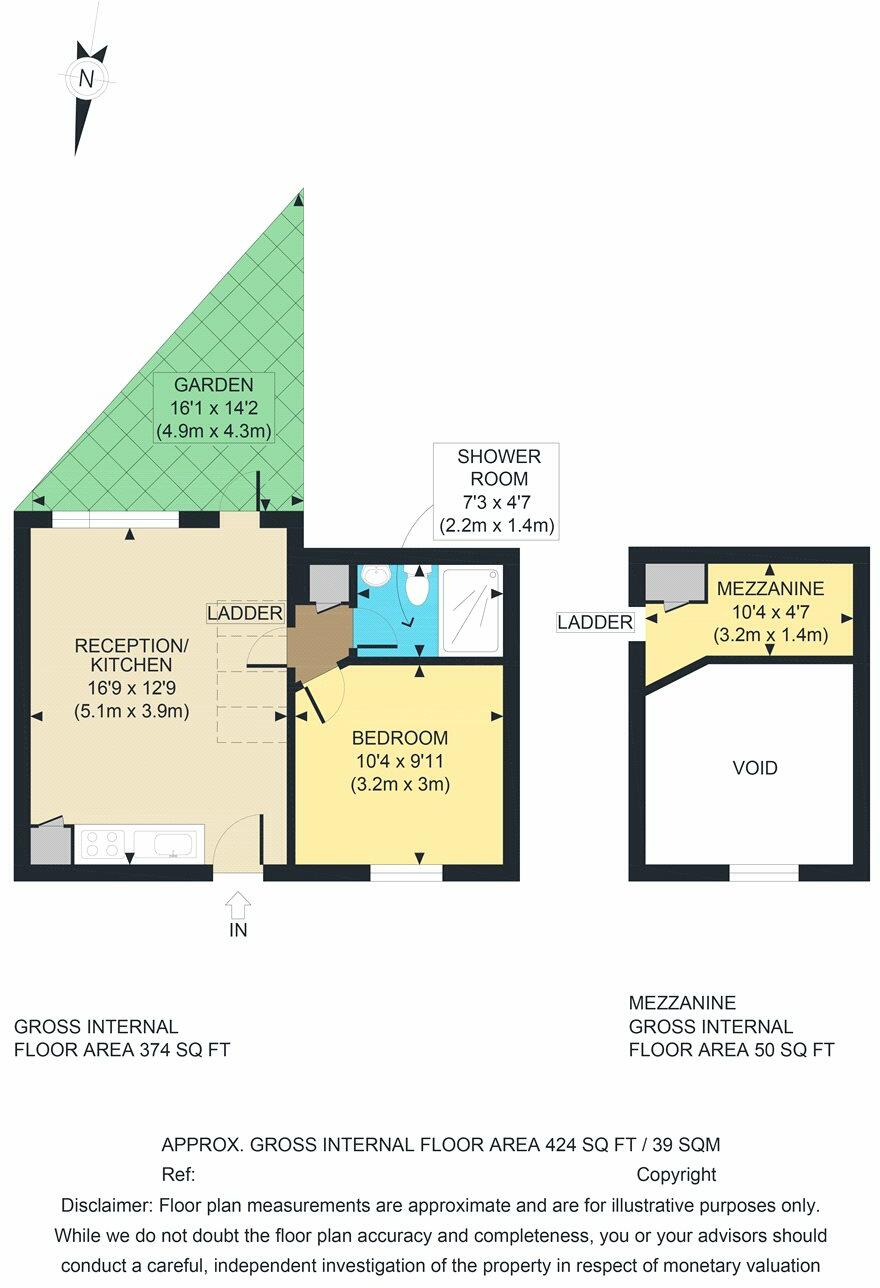 N
GARDEN
16'1 x 14'2
(4.9m x 4.3m)
SHOWER
ROOM
7'3 x 4'7
(2.2m x 1.4m)
LADDER
RECEPTION/
KITCHEN
16'9 x 12'9
(5.1m x 3.9m)
BEDROOM
10'4 x 9'11
(3.2m x 3m)
IN
LADDER
MEZZANINE
10'4 x 4'7
(3.2m x 1.4m)
VOID
GROSS INTERNAL
FLOOR AREA 374 SQ FT
MEZZANINE
GROSS INTERNAL
FLOOR AREA 50 SQ FT
APPROX. GROSS INTERNAL FLOOR AREA 424 SQ FT / 39 SQM
Ref:
Copyright
Disclaimer: Floor plan measurements are approximate and are for illustrative purposes only.
While we do not doubt the floor plan accuracy and completeness, you or your advisors should
conduct a careful, independent investigation of the property in respect of monetary valuation